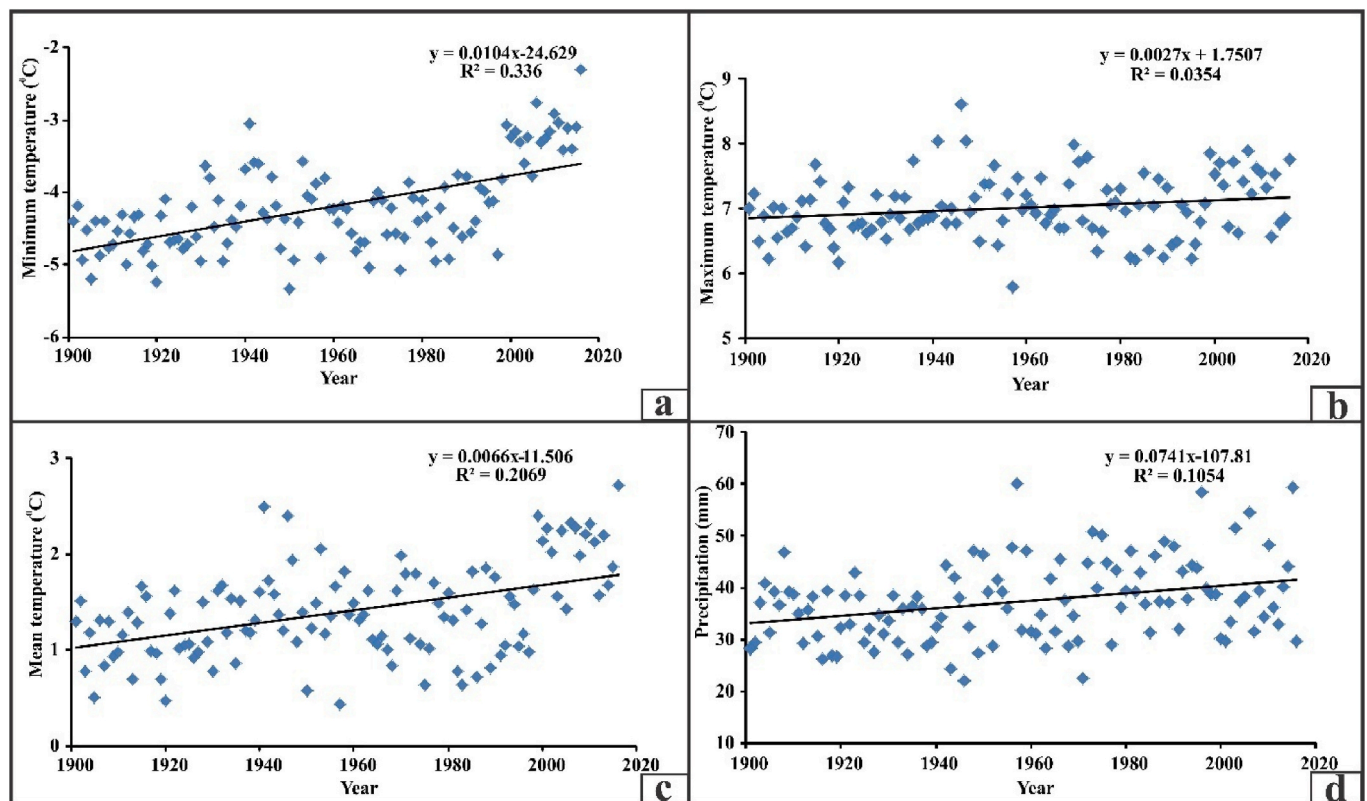 y = 0.0104x-24.629
R² = 0.336
Minimum temperature (⁰C)
-2
-3
-4
-5
-6
1900
1920
1940
1960
1980
2000
2020
Year
a
y = 0.0027x + 1.7507
R² = 0.0354
Maximum temperature (⁰C)
9
8
7
6
5
1900
1920
1940
1960
1980
2000
2020
Year
b
y = 0.0066x-11.506
R² = 0.2069
Mean temperature (⁰C)
3
2
1
0
1900
1920
1940
1960
1980
2000
2020
Year
c
y = 0.0741x-107.81
R² = 0.1054
Precipitation (mm)
70
60
50
40
30
20
10
1900
1920
1940
1960
1980
2000
2020
Year
d